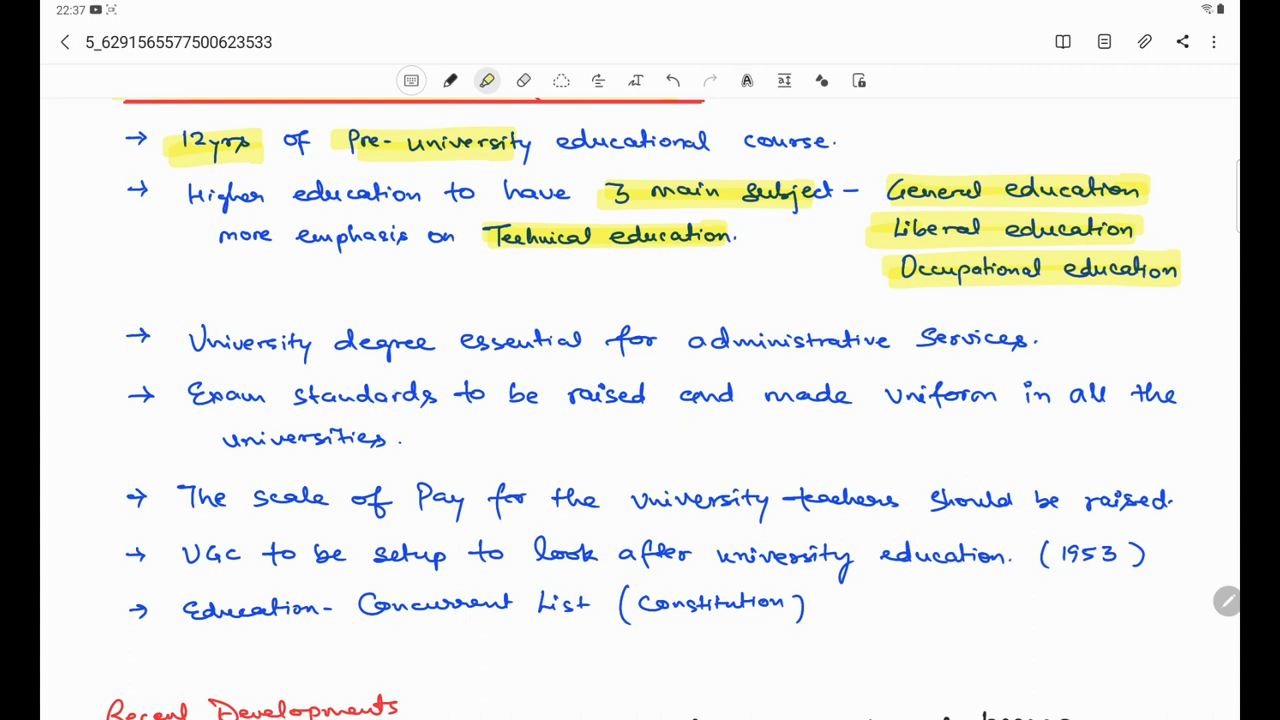 22:37
5_6291565577500623533
→ 12yrs of Pre-university educational course.
→ Higher education to have 3 main subject – General education
more emphasis on Technical education. Liberal education
Occupational education
→ University degree essential for administrative Services.
→ Exam standards to be raised and made uniform in all the
universities.
→ The scale of Pay for the university teachers should be raised.
→ UGC to be setup to look after university education. (1953)
→ Education- Concurrent List (Constitution)
Recent Developments